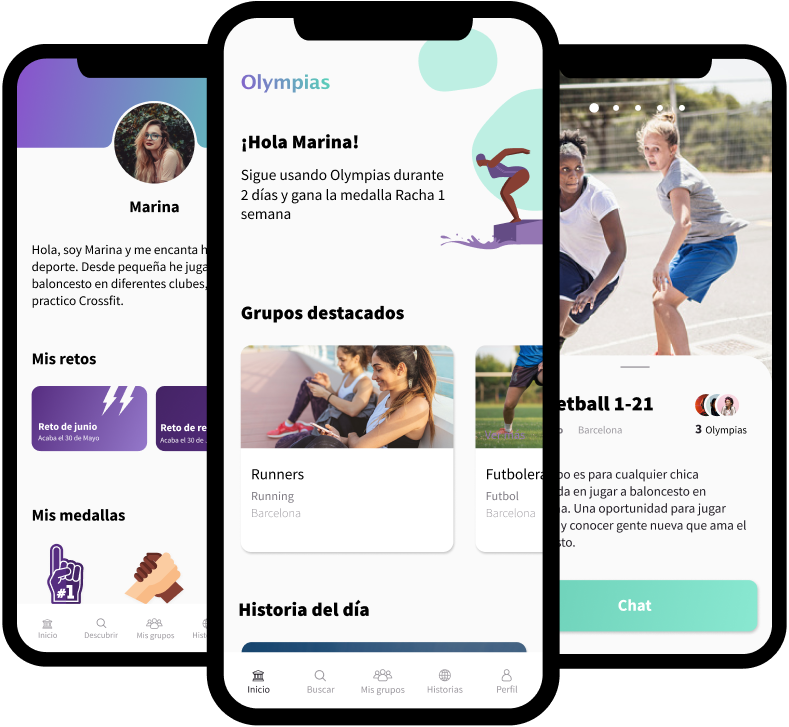 Marina
Hola, soy Marina y me encanta h
deporte. Desde pequeña he juga
baloncesto en diferentes clubes,
practico Crossfit.
Mis retos
Reto de junio
Acaba el 30 de Mayo
Reto de re
Acaba el 30 de
Mis medallas
#1
Inicio
Descubrir
Mis grupos
Hist
Olympias
¡Hola Marina!
Sigue usando Olympias durante
2 días y gana la medalla Racha 1
semana
Grupos destacados
Runners
Running
Barcelona
Futbolera
Futbol
Barcelona
Historia del día
Inicio
Buscar
Mis grupos
Historias
Perfil
etball 1-21
o
Barcelona
3 Olympias
po es para cualquier chica
da en jugar a baloncesto en
na. Una oportunidad para jugar
y conocer gente nueva que ama el
sto.
Chat